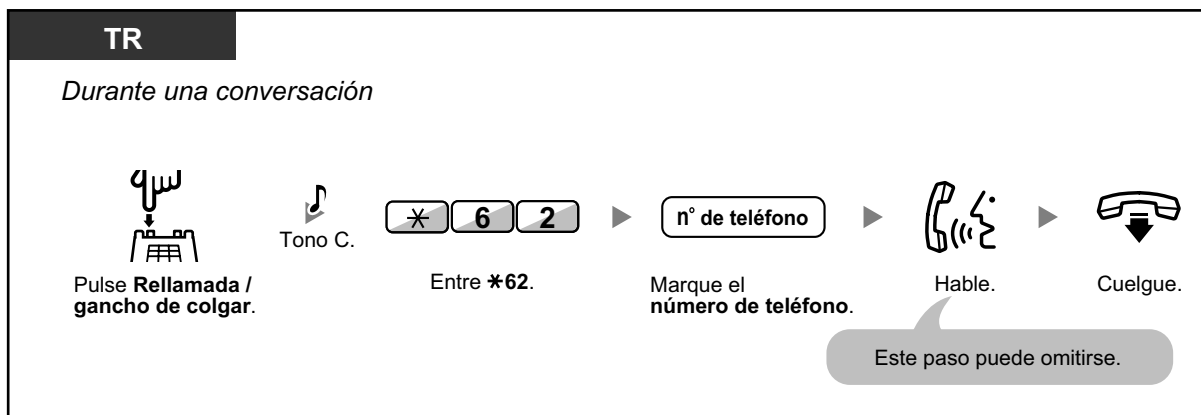 TR
Durante una conversación
Tono C.
* 6 2
n° de teléfono
Pulse Rellamada /
gancho de colgar.
Entre *62.
Marque el
número de teléfono.
Hable.
Cuelgue.
Este paso puede omitirse.